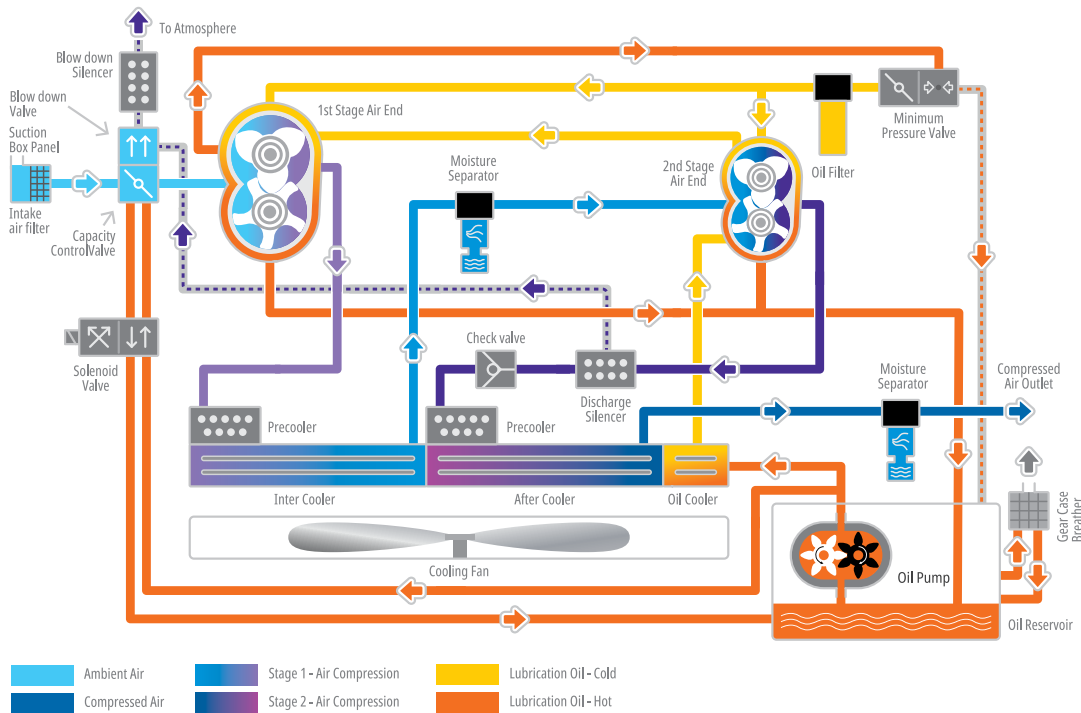 To Atmosphere
Blow down
Silencer
Blow down
Valve
Suction
Box Panel
Intake
air filter
Capacity
ControlValve
1st Stage Air End
Moisture
Separator
2nd Stage
Air End
Oil Filter
Minimum
Pressure Valve
Solenoid
Valve
Check valve
Discharge
Silencer
Moisture
Separator
Compressed
Air Outlet
Precooler
Precooler
Inter Cooler
After Cooler
Oil Cooler
Cooling Fan
Gear Case
Breather
Oil Pump
Oil Reservoir
Ambient Air
Stage 1 - Air Compression
Lubrication Oil - Cold
Compressed Air
Stage 2 - Air Compression
Lubrication Oil - Hot